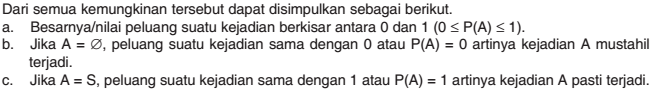 Dari semua kemungkinan tersebut dapat disimpulkan sebagai berikut.
a. Besarnya/nilai peluang suatu kejadian berkisar antara 0 dan 1 (0 ≤ P(A) ≤ 1).
b. Jika A = ∅, peluang suatu kejadian sama dengan 0 atau P(A) = 0 artinya kejadian A mustahil
terjadi.
c. Jika A = S, peluang suatu kejadian sama dengan 1 atau P(A) = 1 artinya kejadian A pasti terjadi.